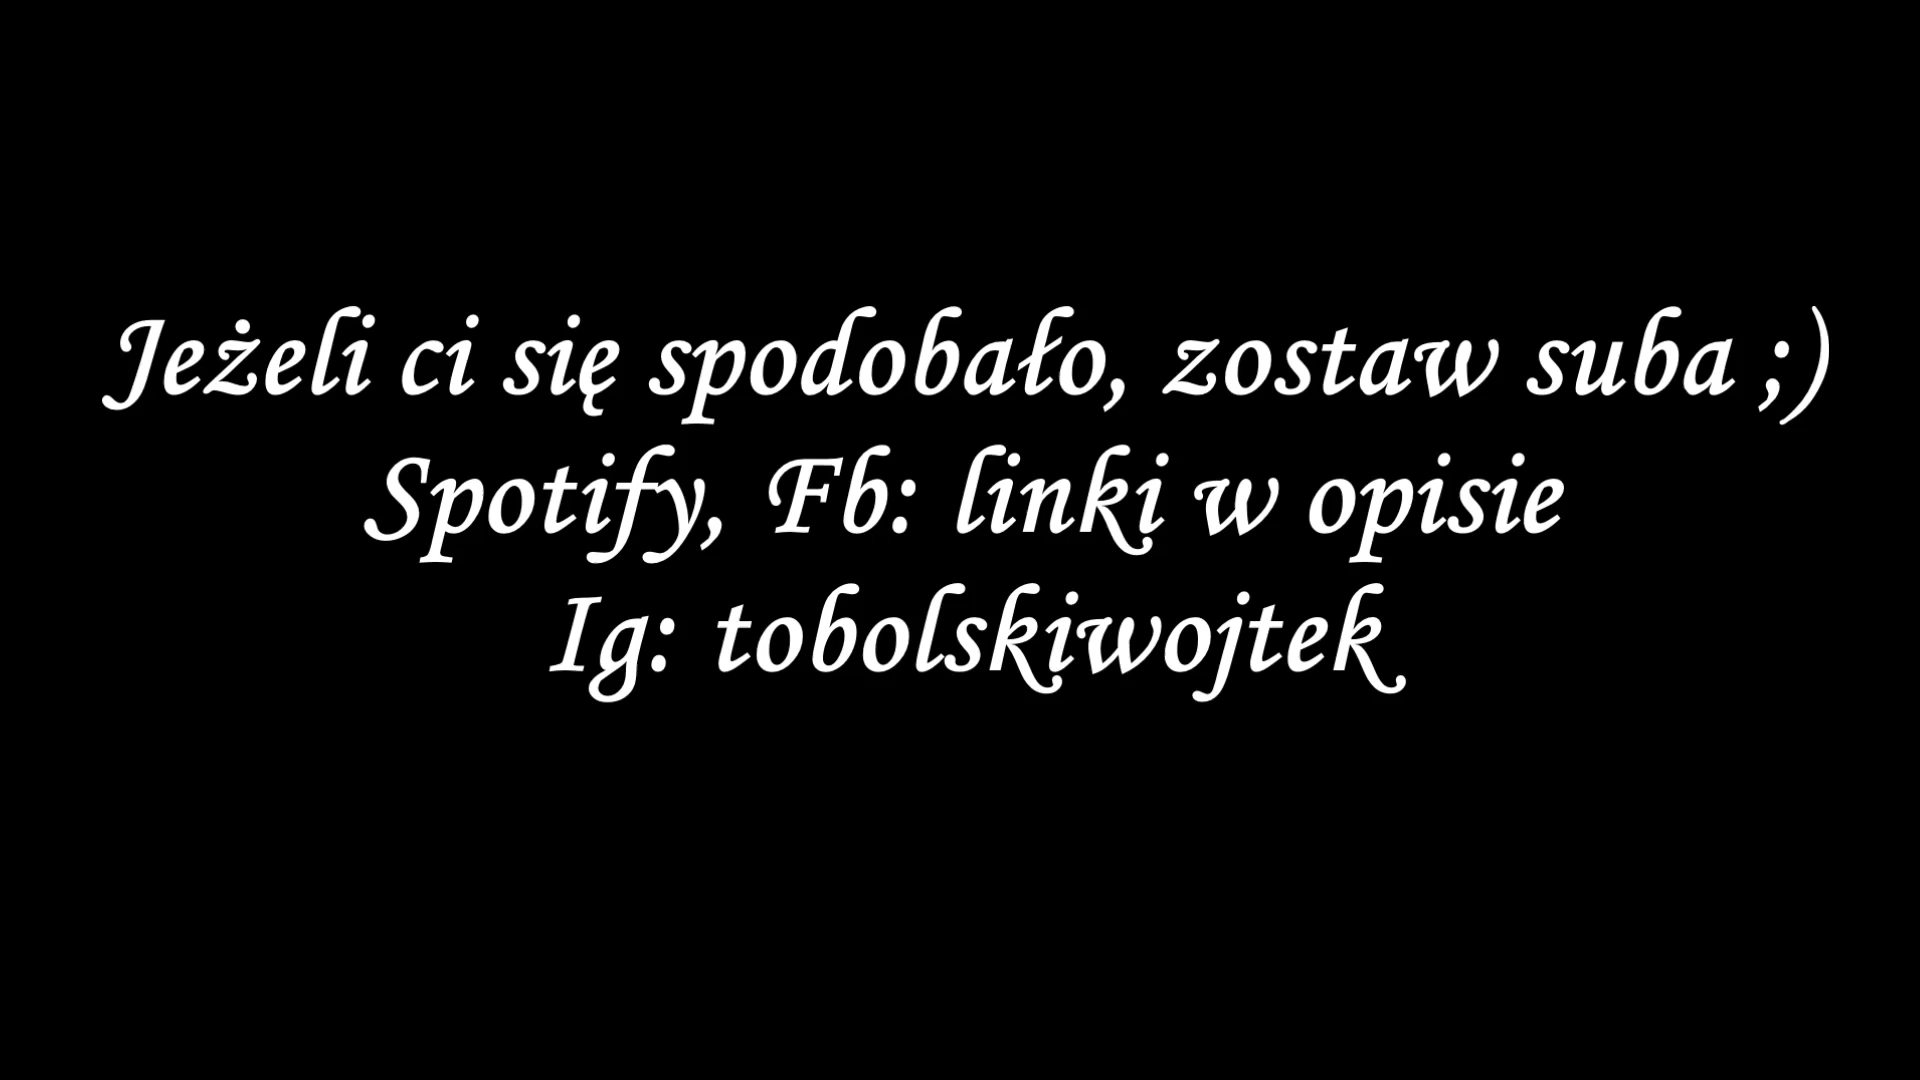 Jeżeli ci się spodobało, zostaw suba ;)
Spotify, Fb: linki w opisie
Ig: tobolskiwojtek